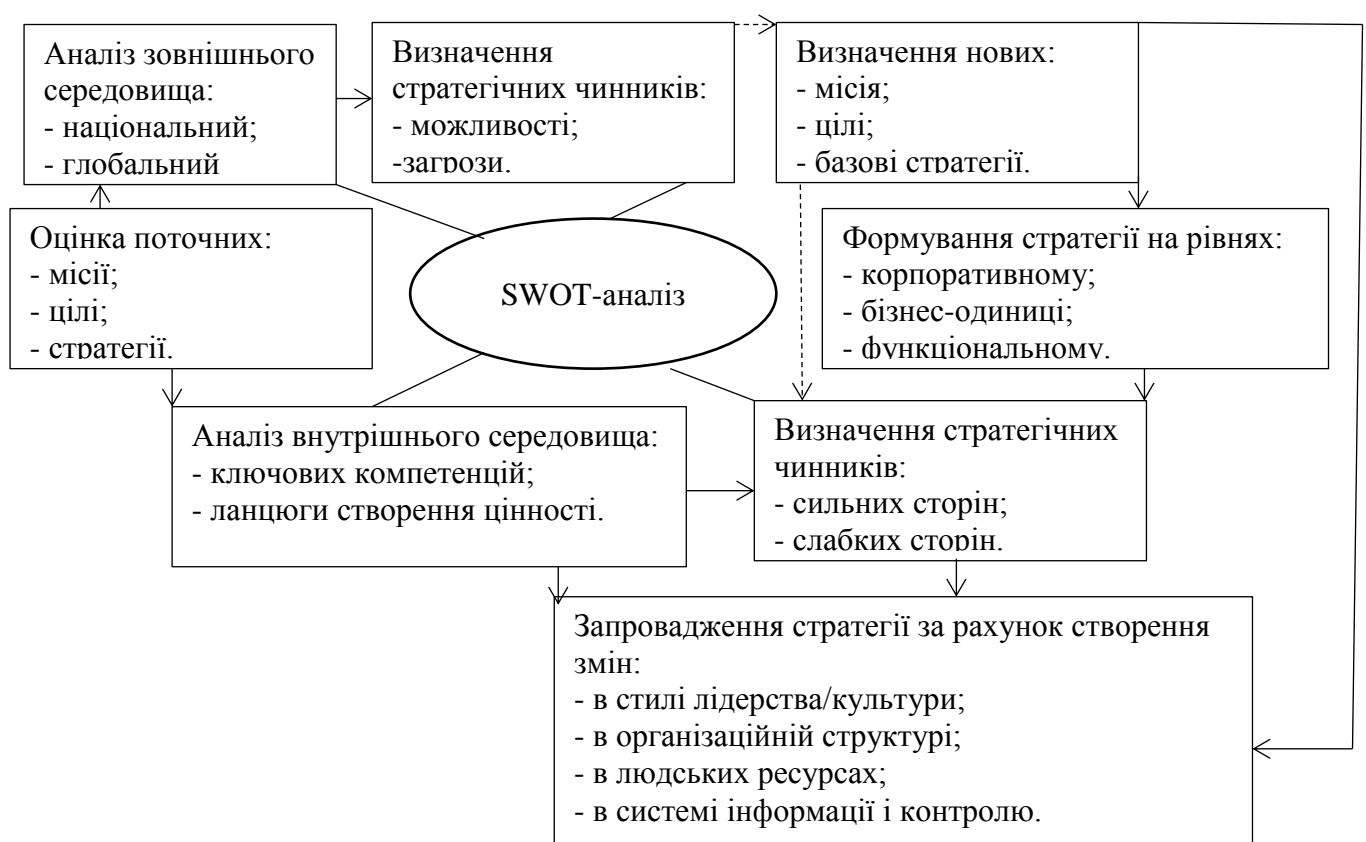 Аналіз зовнішнього
середовища:
- національний;
- глобальний
Визначення
стратегічних чинників:
- можливості;
-загрози.
Визначення нових:
- місія;
- цілі;
- базові стратегії.
Оцінка поточних:
- місії;
- цілі;
- стратегії.
SWOT-аналіз
Формування стратегії на рівнях:
- корпоративному;
- бізнес-одиниці;
- функціональному.
Аналіз внутрішнього середовища:
- ключових компетенцій;
- ланцюги створення цінності.
Визначення стратегічних
чинників:
- сильних сторін;
- слабких сторін.
Запровадження стратегії за рахунок створення
змін:
- в стилі лідерства/культури;
- в організаційній структурі;
- в людських ресурсах;
- в системі інформації і контролю.